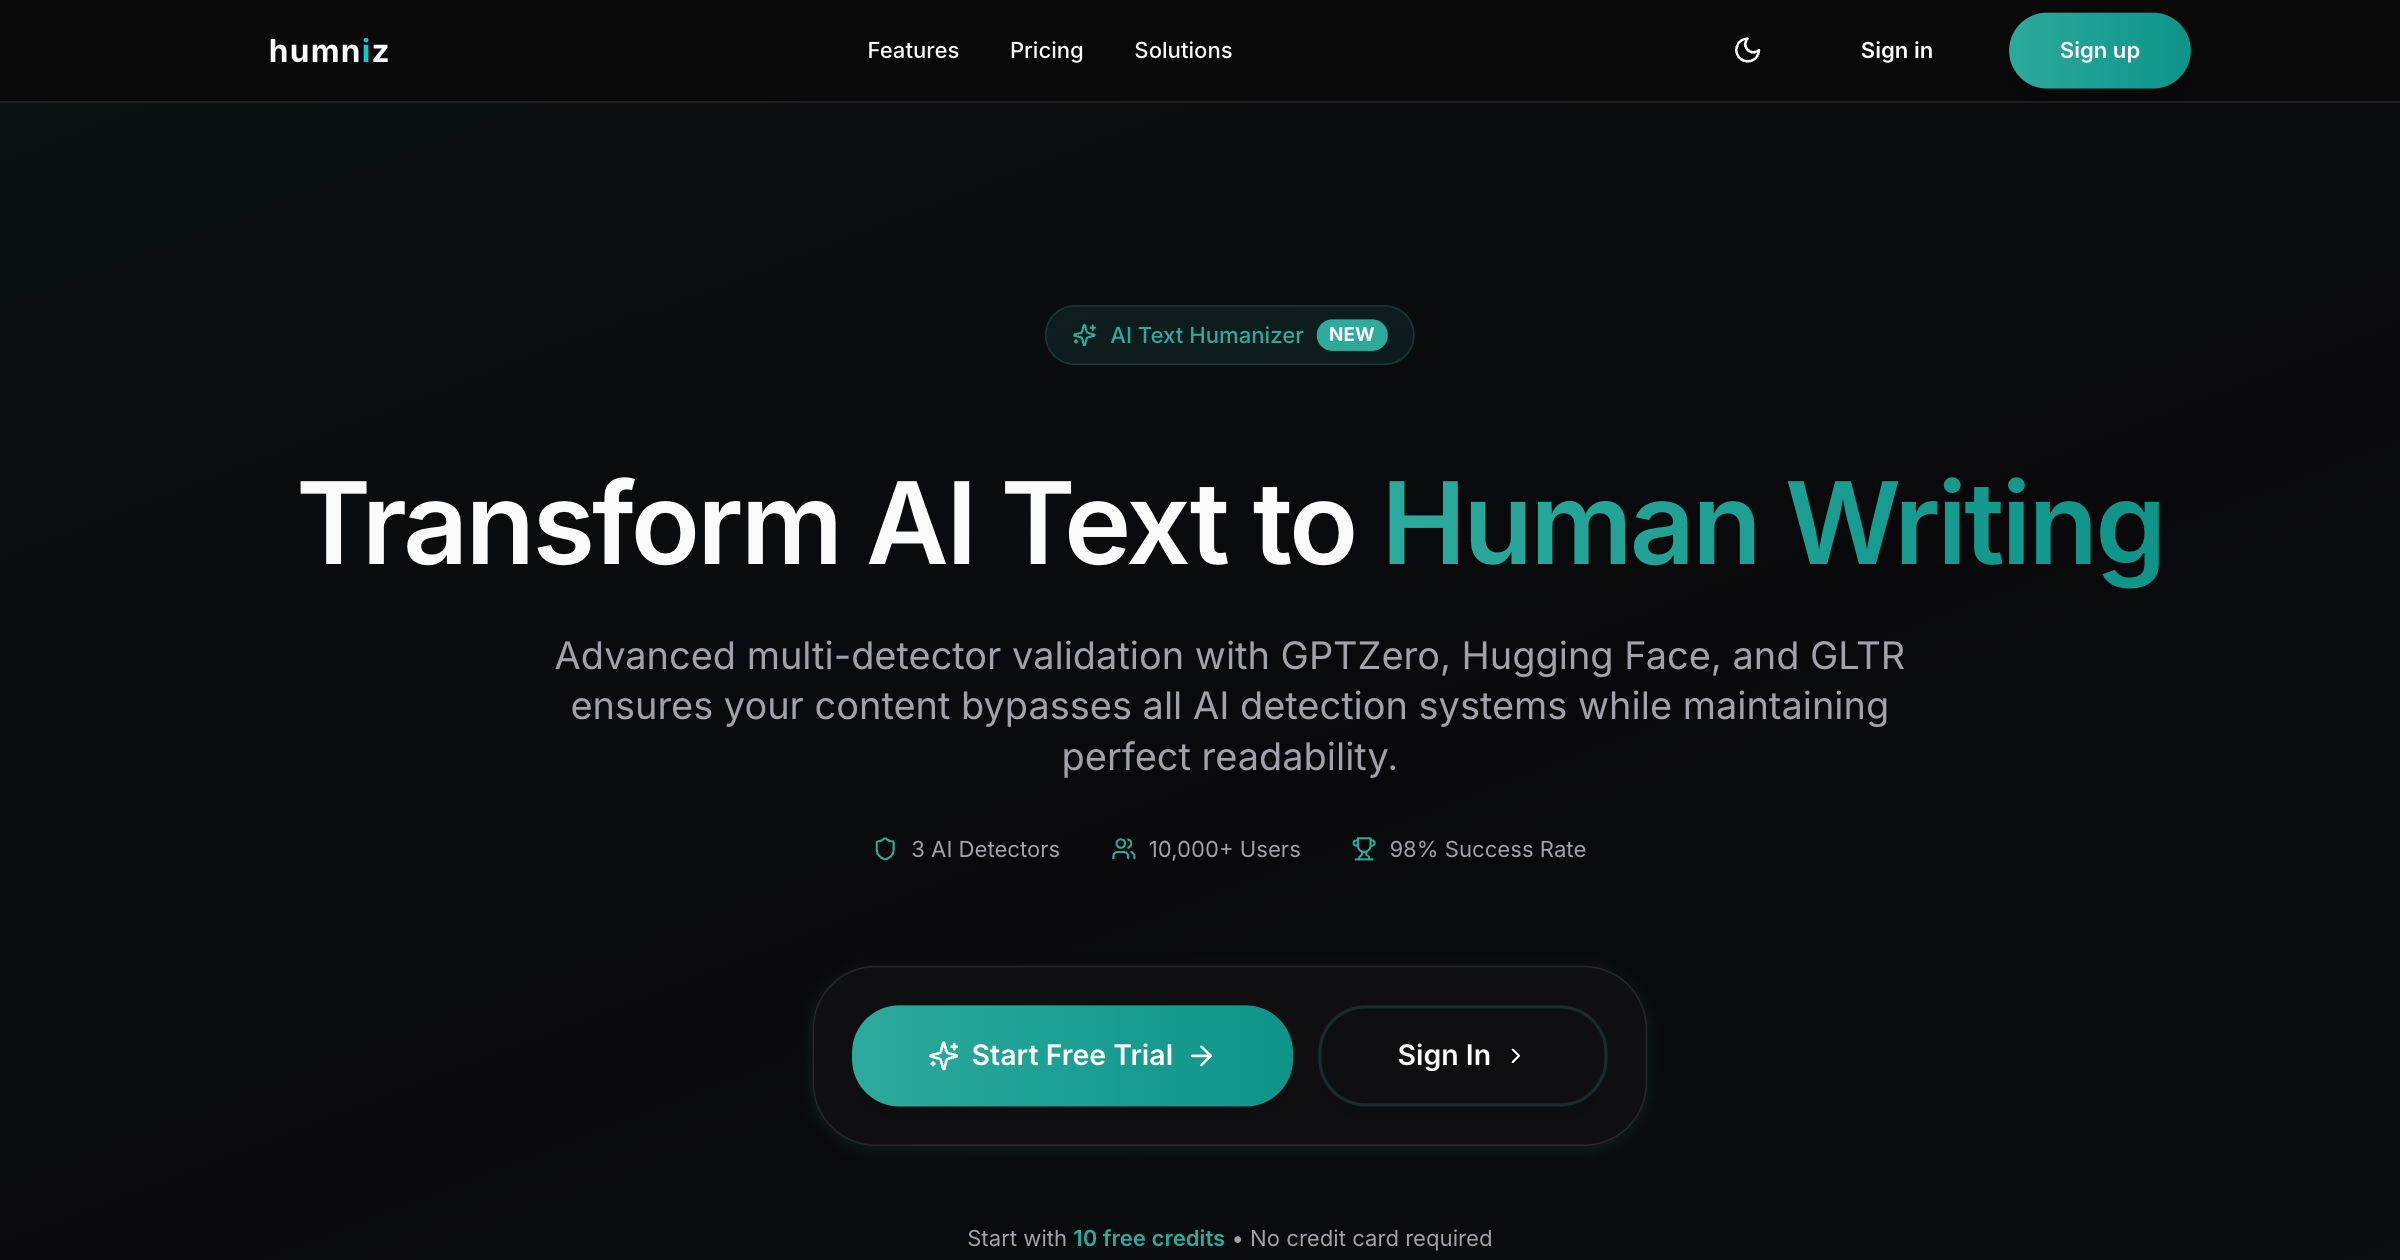 humniz
Features
Pricing
Solutions
Sign in
Sign up
AI Text Humanizer NEW
Transform AI Text to Human Writing
Advanced multi-detector validation with GPTZero, Hugging Face, and GLTR
ensures your content bypasses all AI detection systems while maintaining
perfect readability.
3 AI Detectors
10,000+ Users
98% Success Rate
Start Free Trial
Sign In
Start with 10 free credits • No credit card required